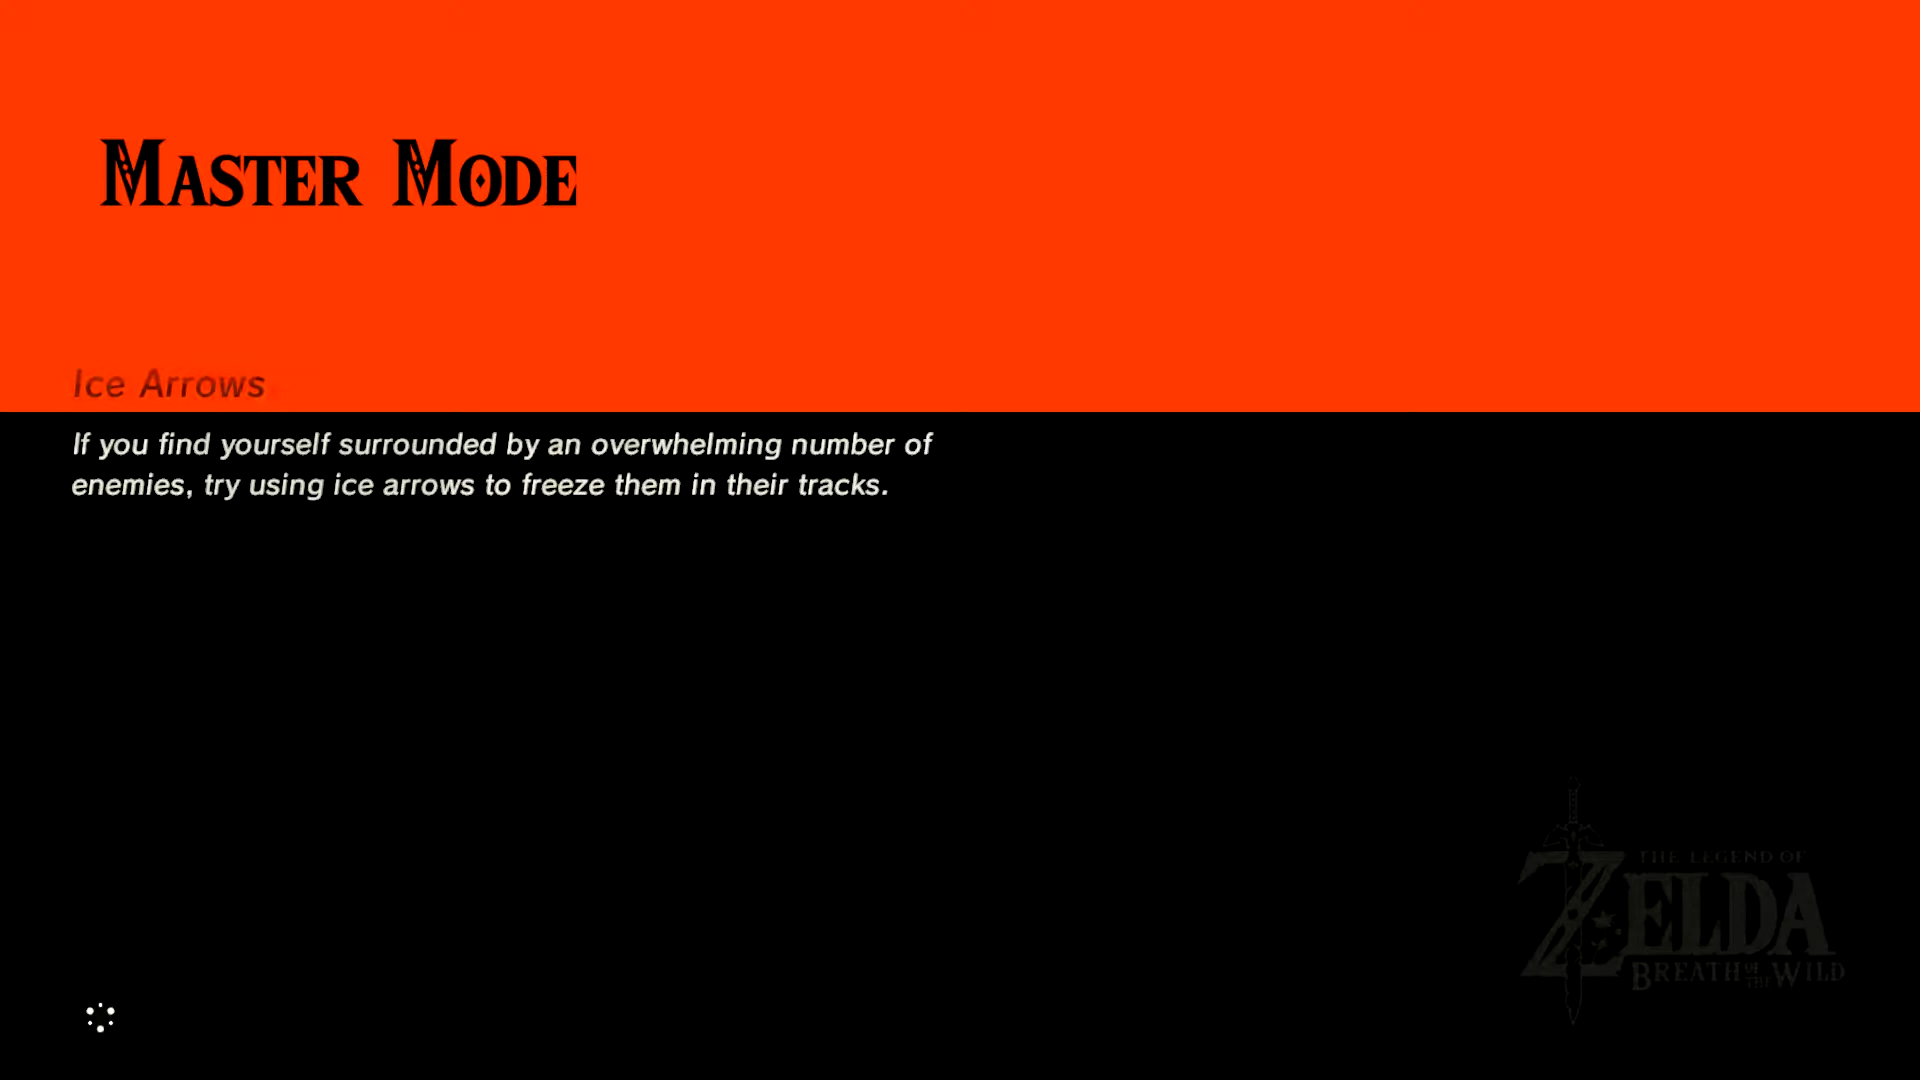 Master Mode
Ice Arrows
If you find yourself surrounded by an overwhelming number of
enemies, try using ice arrows to freeze them in their tracks.
THE LEGEND OF
ZELDA
BREATH OF THE WILD